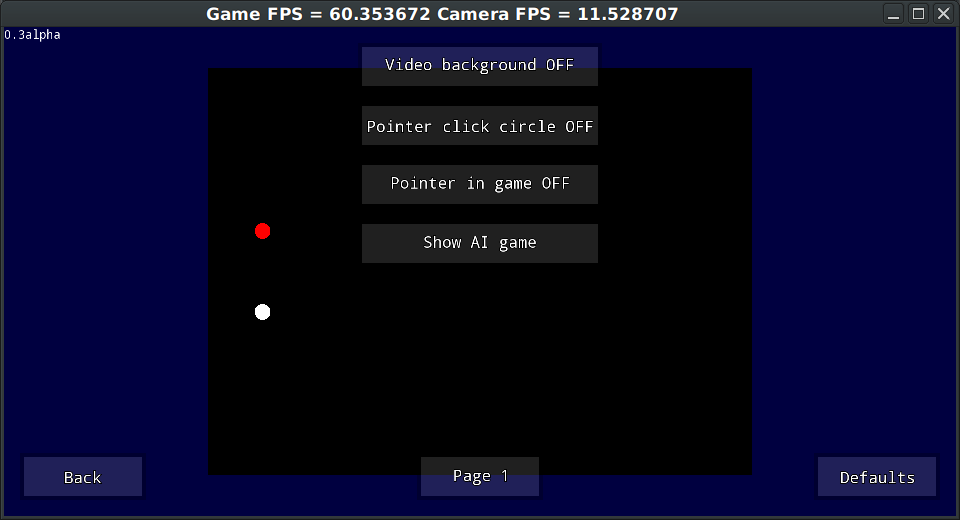 Game FPS = 60.353672 Camera FPS = 11.528707
0.3alpha
Video background OFF
Pointer click circle OFF
Pointer in game OFF
Show AI game
Back
Page 1
Defaults